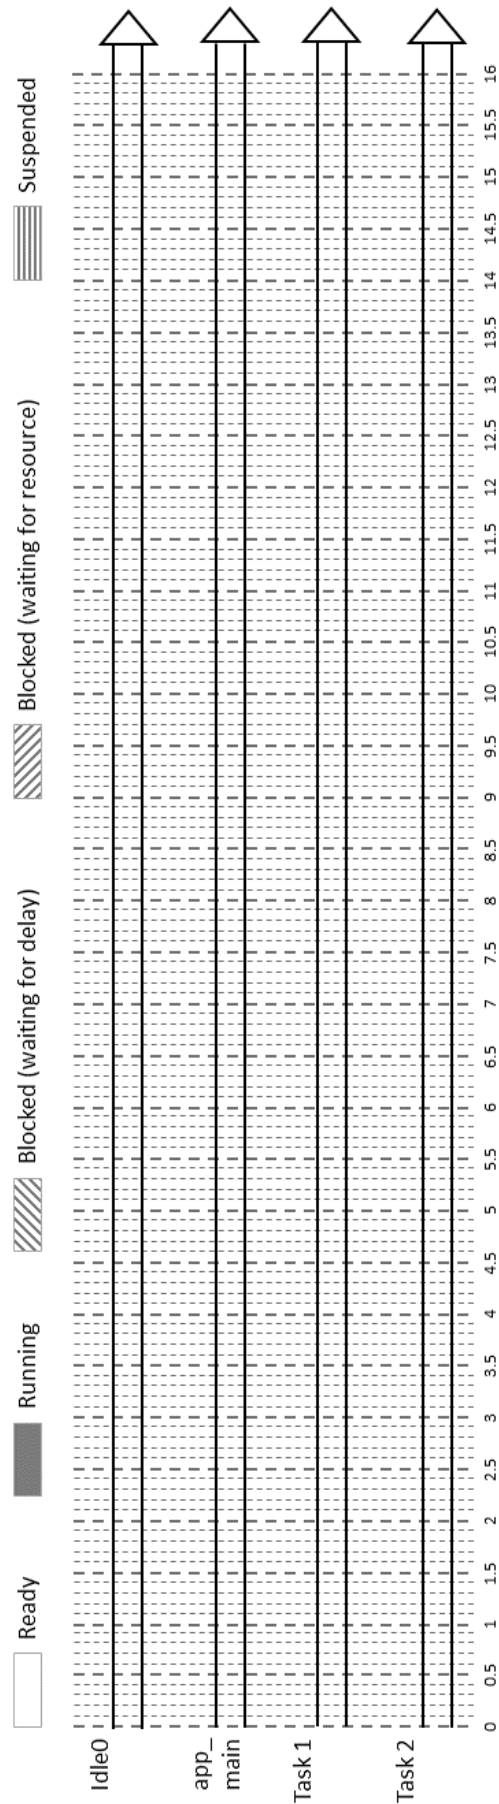 Ready
Running
Blocked (waiting for delay)
Blocked (waiting for resource)
Suspended
Idle0
app_
main
Task 1
Task 2
0 0.5 1 1.5 2 2.5 3 3.5 4 4.5 5 5.5 6 6.5 7 7.5 8 8.5 9 9.5 10 10.5 11 11.5 12 12.5 13 13.5 14 14.5 15 15.5 16